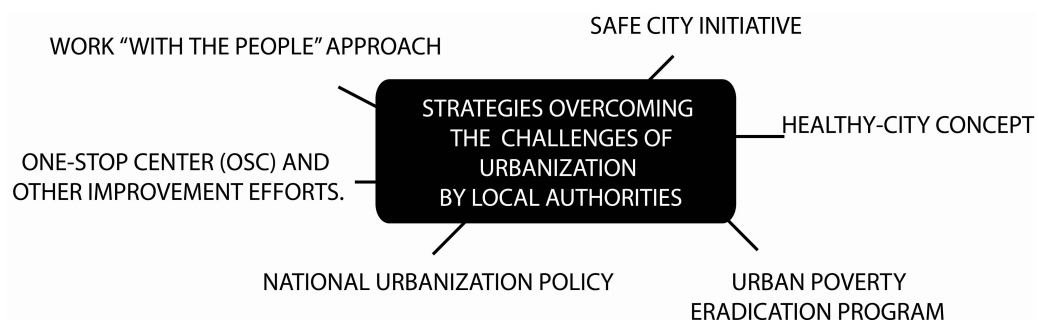 SAFE CITY INITIATIVE
WORK “WITH THE PEOPLE” APPROACH
STRATEGIES OVERCOMING
THE CHALLENGES OF
URBANIZATION
BY LOCAL AUTHORITIES
HEALTHY-CITY CONCEPT
ONE-STOP CENTER (OSC) AND
OTHER IMPROVEMENT EFFORTS.
NATIONAL URBANIZATION POLICY
URBAN POVERTY
ERADICATION PROGRAM